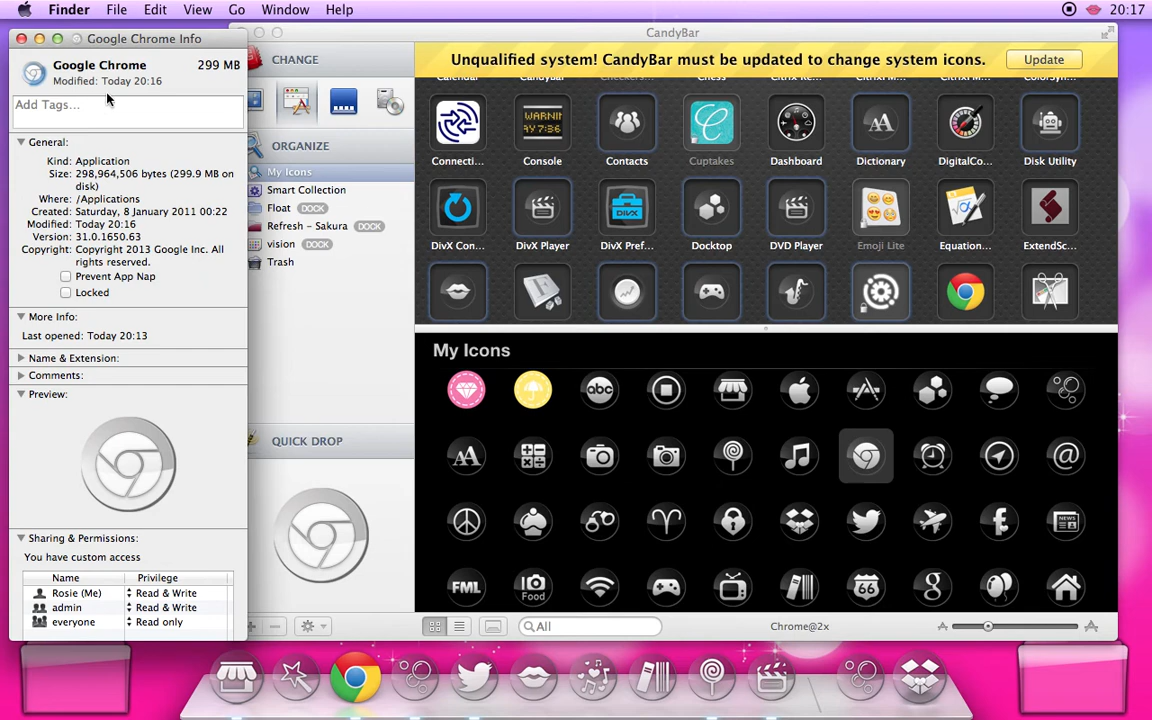 Finder File Edit View Go Window Help 20:17
Google Chrome Info
CandyBar
Google Chrome 299 MB
Modified: Today 20:16
Add Tags...
General:
Kind: Application
Size: 298,964,506 bytes (299.9 MB on
disk)
Where: /Applications
Created: Saturday, 8 January 2011 00:22
Modified: Today 20:16
Version: 31.0.1650.63
Copyright: Copyright 2013 Google Inc. All
rights reserved.
Prevent App Nap
Locked
More Info:
Last opened: Today 20:13
Name & Extension:
Comments:
Preview:
Sharing & Permissions:
You have custom access
Name Privilege
Rosie (Me) Read & Write
admin Read & Write
everyone Read only
CHANGE
ORGANIZE
My Icons
Smart Collection
Float DOCK
Refresh – Sakura DOCK
vision DOCK
Trash
QUICK DROP
Unqualified system! CandyBar must be updated to change system icons. Update
WARNIN
AY 7:36
Connecti... Console Contacts Cuptakes Dashboard Dictionary DigitalCo... Disk Utility
DIVX
DivX Con... DivX Player DivX Pref... Docktop DVD Player Emoji Lite Equation... ExtendSc...
My Icons
abc
AA
@
NEWS
FML Food 66 g
All
Chrome@2x